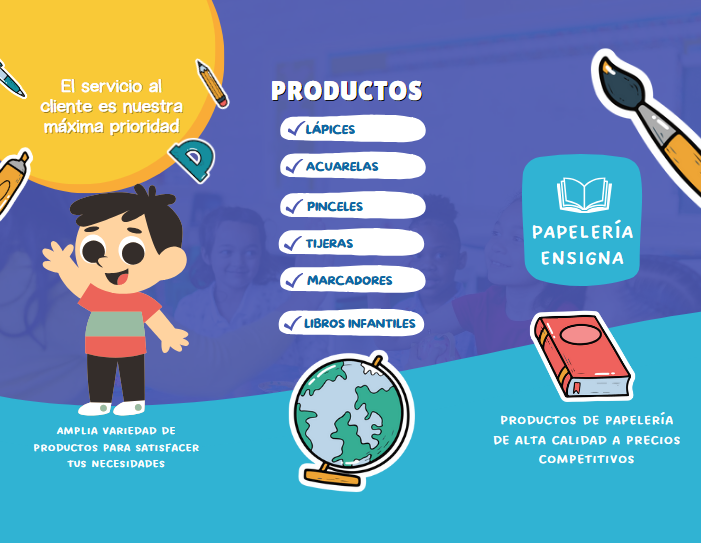 El servicio al
cliente es nuestra
máxima prioridad
AMPLIA VARIEDAD DE
PRODUCTOS PARA SATISFACER
TUS NECESIDADES
PRODUCTOS
LÁPICES
ACUARELAS
PINCELES
TIJERAS
MARCADORES
LIBROS INFANTILES
PAPELERÍA
ENSIGNA
PRODUCTOS DE PAPELERÍA
DE ALTA CALIDAD A PRECIOS
COMPETITIVOS